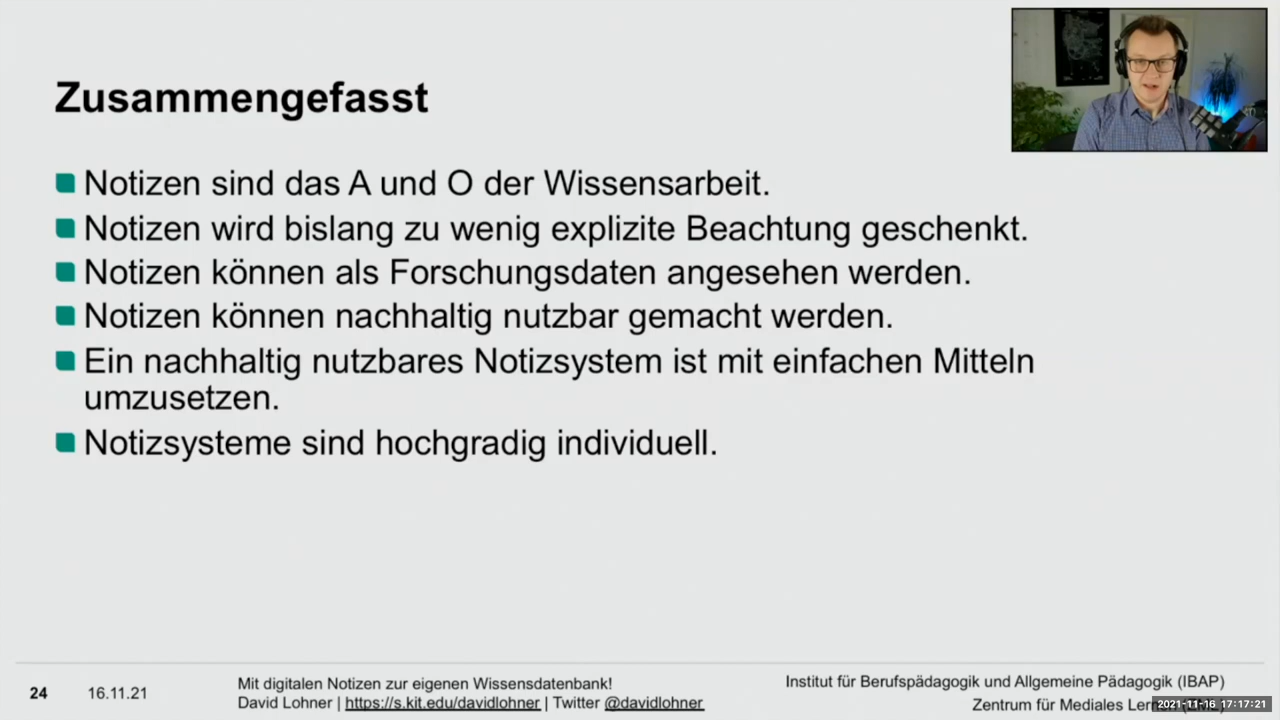 Zusammengefasst
Notizen sind das A und O der Wissensarbeit.
Notizen wird bislang zu wenig explizite Beachtung geschenkt.
Notizen können als Forschungsdaten angesehen werden.
Notizen können nachhaltig nutzbar gemacht werden.
Ein nachhaltig nutzbares Notizsystem ist mit einfachen Mitteln
umzusetzen.
Notizsysteme sind hochgradig individuell.
24
16.11.21
Mit digitalen Notizen zur eigenen Wissensdatenbank!
David Lohner | https://s.kit.edu/davidlohner | Twitter @davidlohner
Institut für Berufspädagogik und Allgemeine Pädagogik (IBAP)
Zentrum für Mediales
2021-11-16 17:17:21